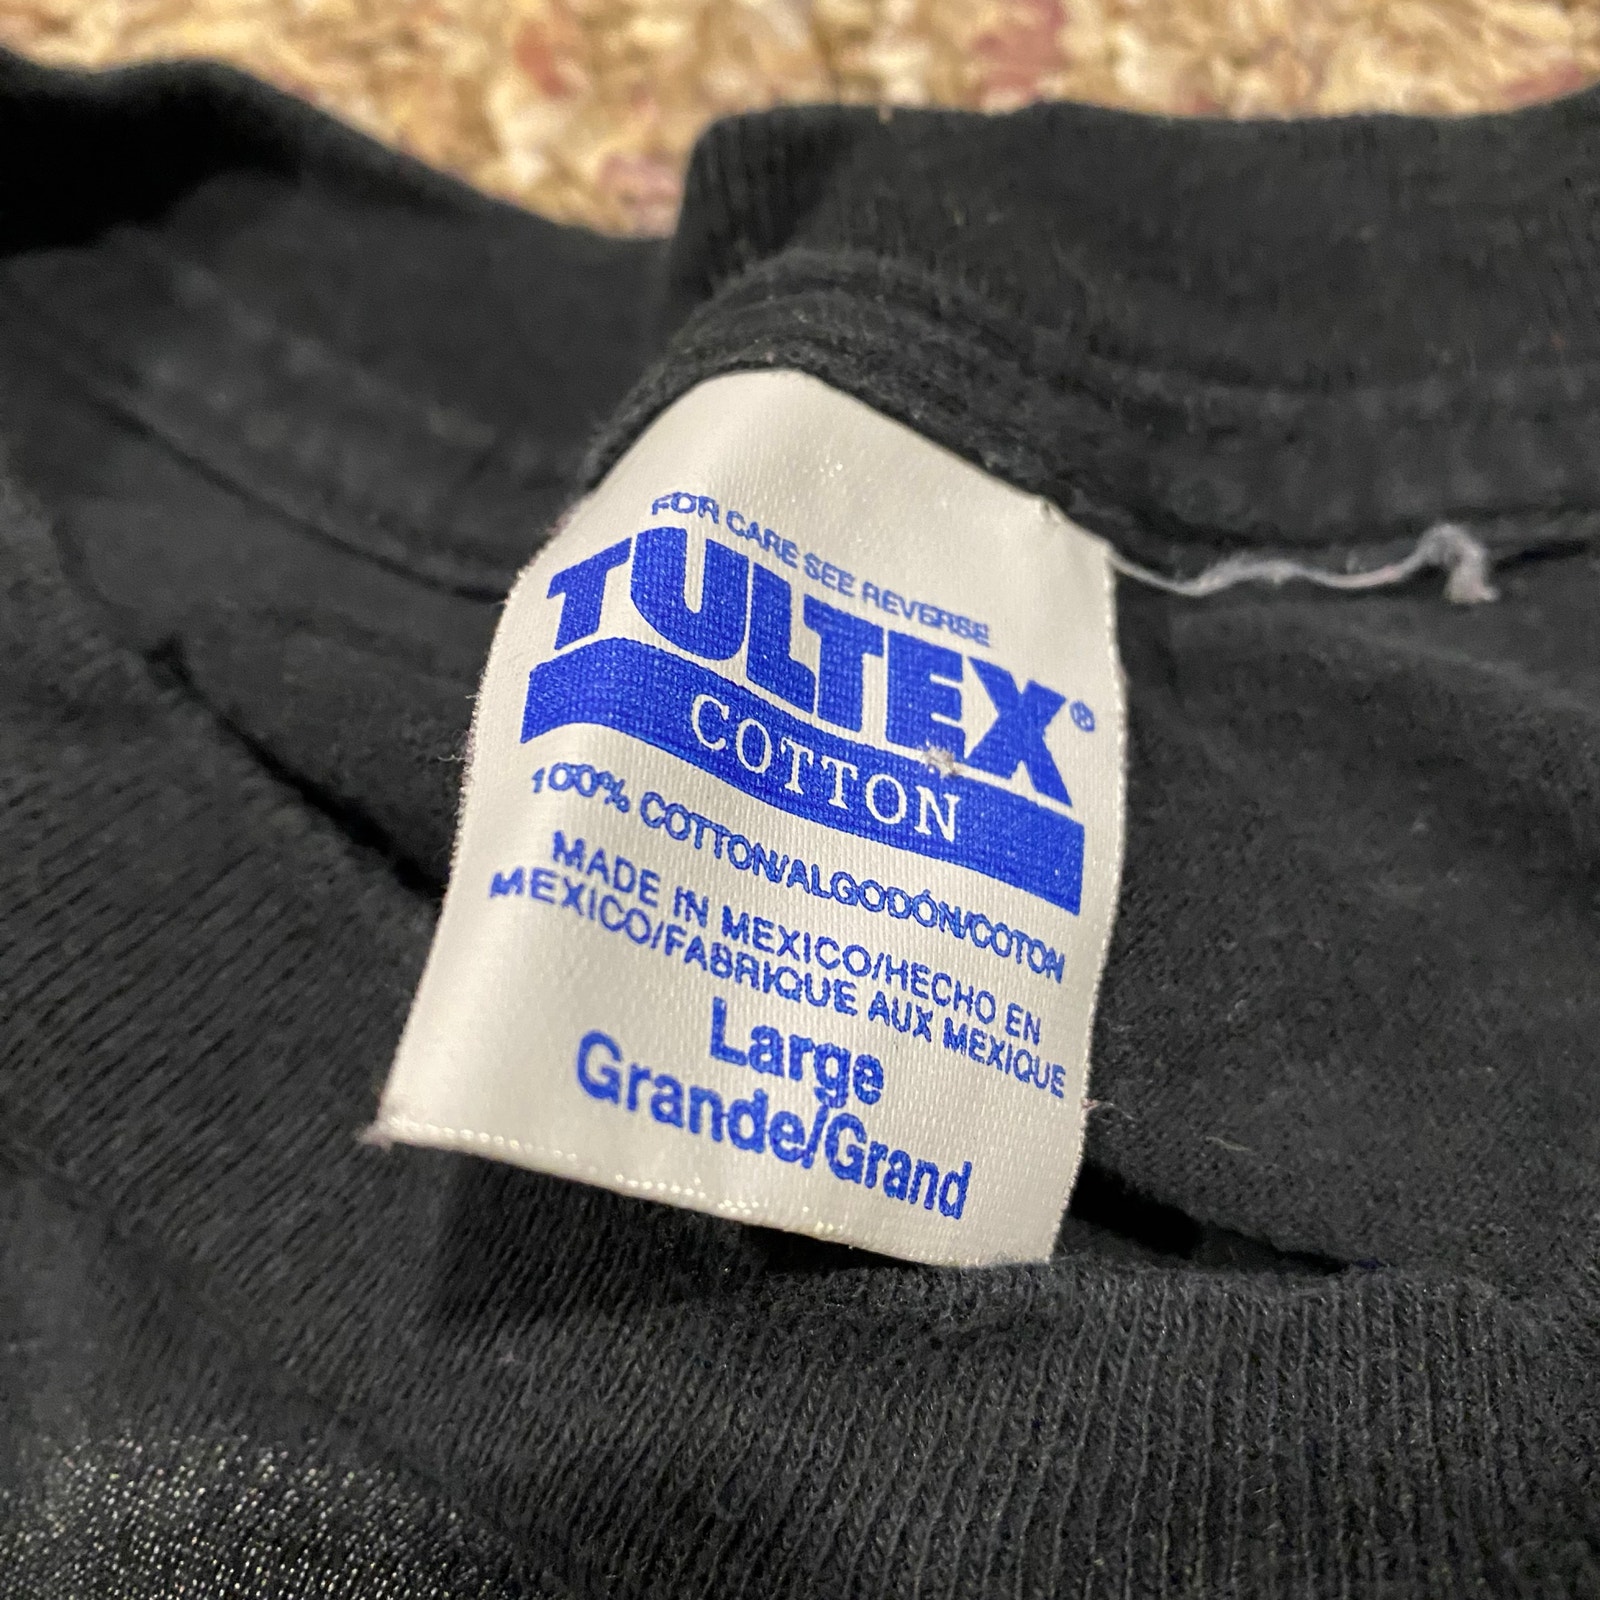 FOR CARE SEE REVERSE
TULTEX®
COTTON
100% COTTON/ALGODÓN/COTON
MADE IN MEXICO/HECHO EN
MEXICO/FABRIQUE AUX MEXIQUE
Large
Grande/Grand